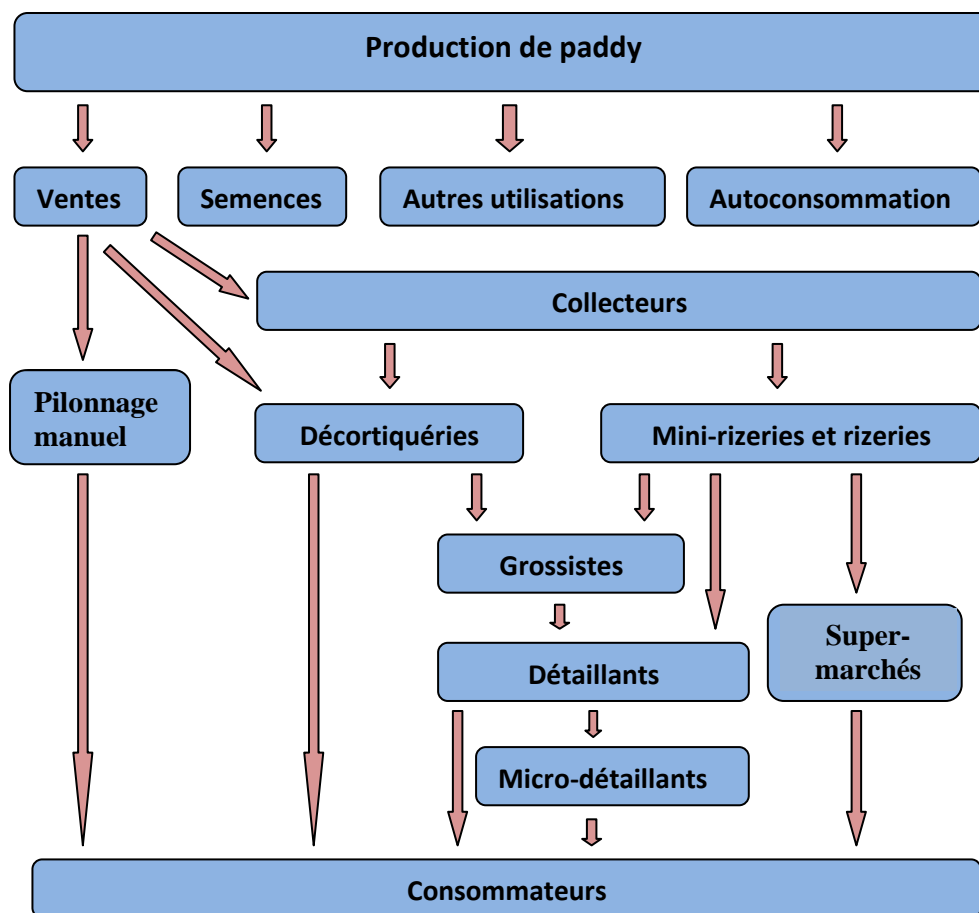 Production de paddy
Ventes
Semences
Autres utilisations
Autoconsommation
Collecteurs
Pilonnage
manuel
Décortiquéries
Mini-rizeries et rizeries
Grossistes
Super-
marchés
Détaillants
Micro-détaillants
Consommateurs